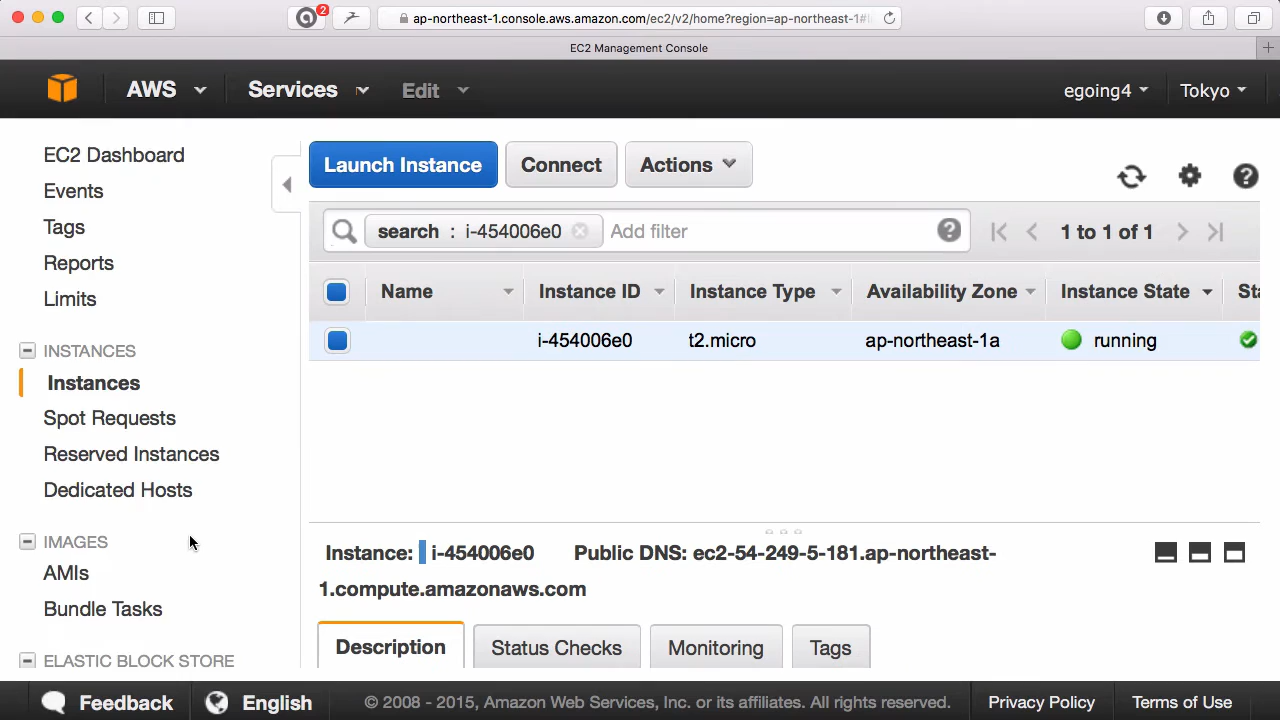 2
ap-northeast-1.console.aws.amazon.com/ec2/v2/home?region=ap-northeast-1#
EC2 Management Console
AWS Services Edit egoing4 Tokyo
EC2 Dashboard
Events
Tags
Reports
Limits
INSTANCES
Instances
Spot Requests
Reserved Instances
Dedicated Hosts
IMAGES
AMIs
Bundle Tasks
ELASTIC BLOCK STORE
Launch Instance Connect Actions
search : i-454006e0 Add filter 1 to 1 of 1
Name Instance ID Instance Type Availability Zone Instance State Sta
i-454006e0 t2.micro ap-northeast-1a running
Instance: i-454006e0 Public DNS: ec2-54-249-5-181.ap-northeast-
1.compute.amazonaws.com
Description Status Checks Monitoring Tags
Feedback English © 2008 - 2015, Amazon Web Services, Inc. or its affiliates. All rights reserved. Privacy Policy Terms of Use